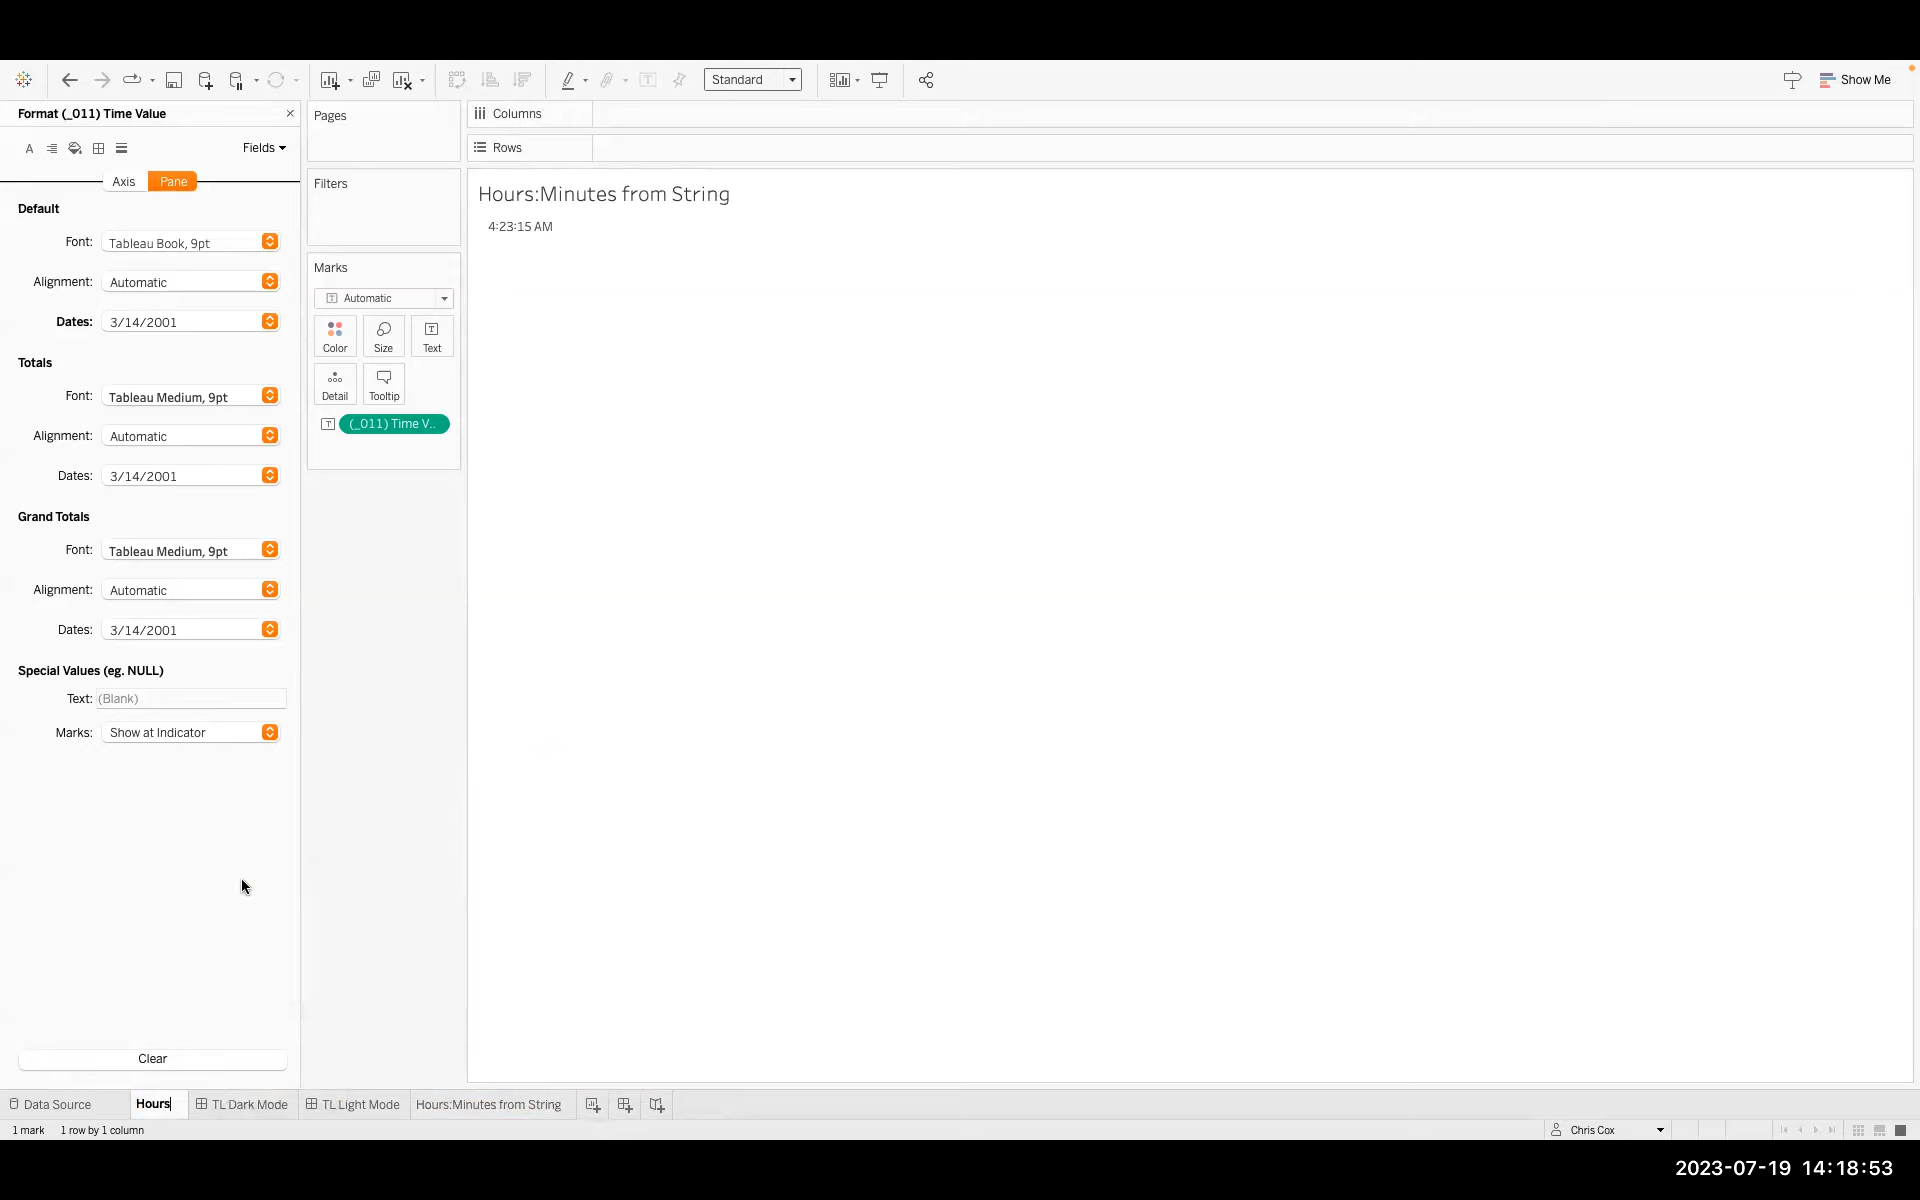 Standard
Show Me
Format (_011) Time Value
Fields
Axis Pane
Default
Font: Tableau Book, 9pt
Alignment: Automatic
Dates: 3/14/2001
Totals
Font: Tableau Medium, 9pt
Alignment: Automatic
Dates: 3/14/2001
Grand Totals
Font: Tableau Medium, 9pt
Alignment: Automatic
Dates: 3/14/2001
Special Values (eg. NULL)
Text: (Blank)
Marks: Show at Indicator
Clear
Pages
Filters
Marks
Automatic
Color Size Text
Detail Tooltip
(_011) Time V..
Columns
Rows
Hours:Minutes from String
4:23:15 AM
Data Source Hours TL Dark Mode TL Light Mode Hours:Minutes from String
1 mark 1 row by 1 column Chris Cox
2023-07-19 14:18:53